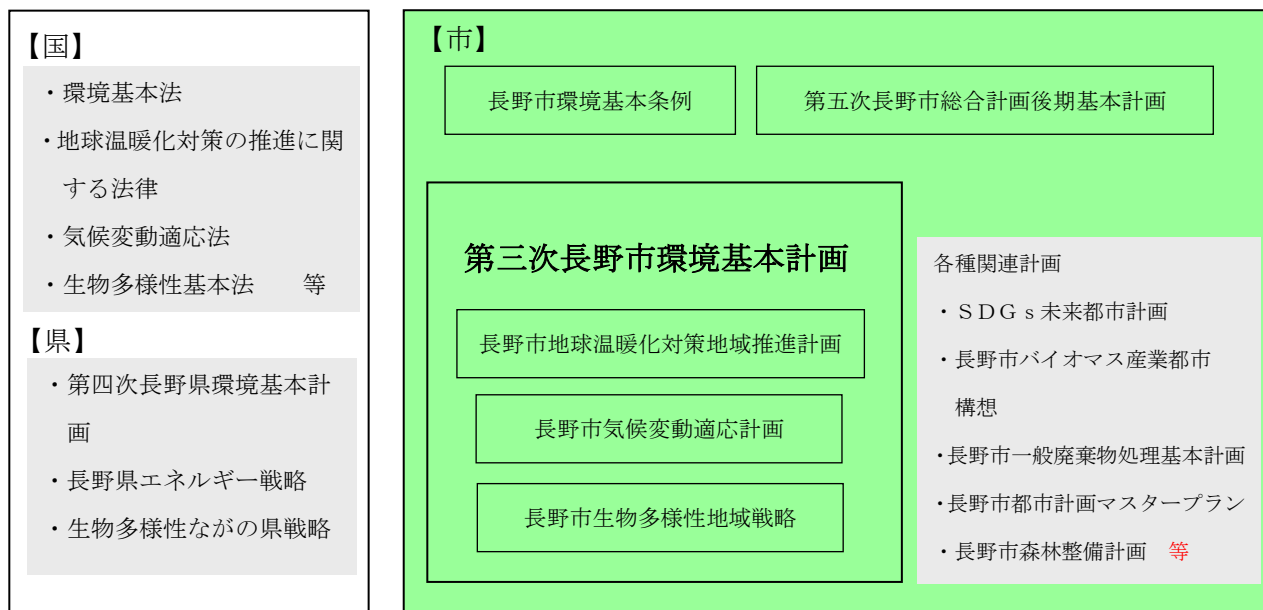 【国】
・環境基本法
・地球温暖化対策の推進に関
する法律
・気候変動適応法
・生物多様性基本法　　等
【県】
・第四次長野県環境基本計
画
・長野県エネルギー戦略
・生物多様性ながの県戦略
【市】
長野市環境基本条例
第五次長野市総合計画後期基本計画
第三次長野市環境基本計画
長野市地球温暖化対策地域推進計画
長野市気候変動適応計画
長野市生物多様性地域戦略
各種関連計画
・ＳＤＧｓ未来都市計画
・長野市バイオマス産業都市
構想
・長野市一般廃棄物処理基本計画
・長野市都市計画マスタープラン
・長野市森林整備計画　等